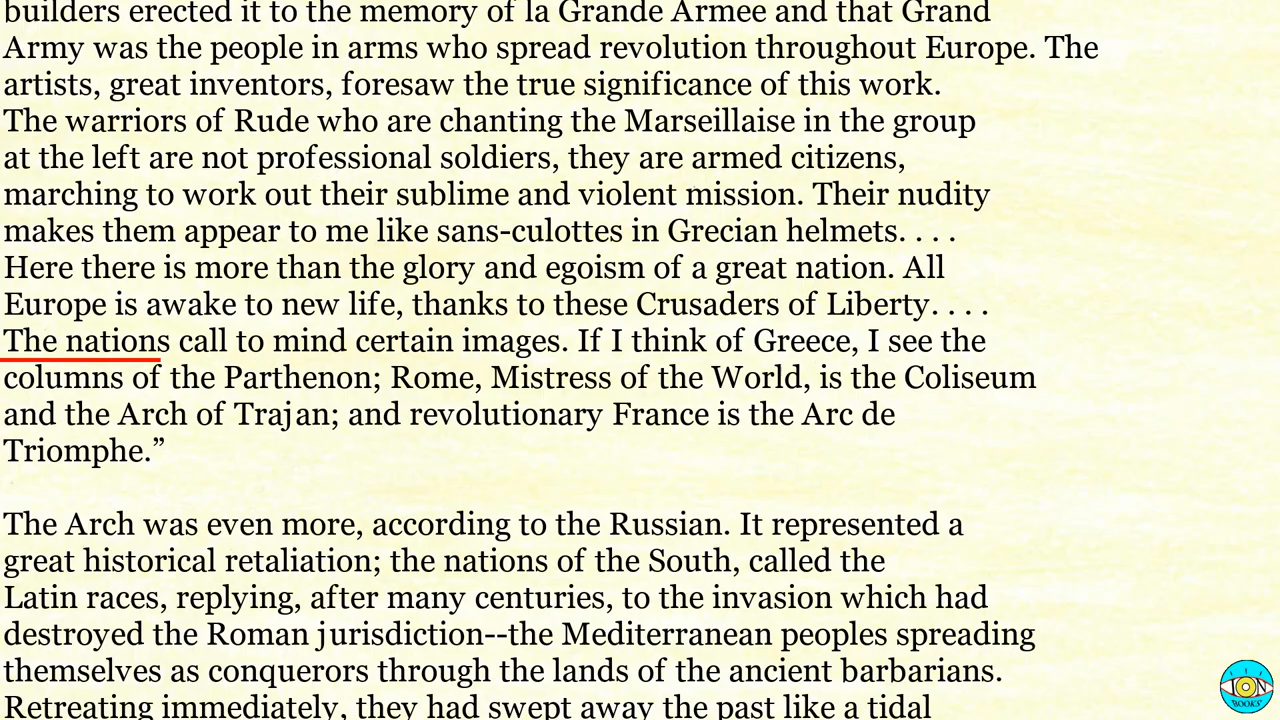 builders erected it to the memory of la Grande Armee and that Grand
Army was the people in arms who spread revolution throughout Europe. The
artists, great inventors, foresaw the true significance of this work.
The warriors of Rude who are chanting the Marseillaise in the group
at the left are not professional soldiers, they are armed citizens,
marching to work out their sublime and violent mission. Their nudity
makes them appear to me like sans-culottes in Grecian helmets. . . .
Here there is more than the glory and egoism of a great nation. All
Europe is awake to new life, thanks to these Crusaders of Liberty. . . .
The nations call to mind certain images. If I think of Greece, I see the
columns of the Parthenon; Rome, Mistress of the World, is the Coliseum
and the Arch of Trajan; and revolutionary France is the Arc de
Triomphe.”
The Arch was even more, according to the Russian. It represented a
great historical retaliation; the nations of the South, called the
Latin races, replying, after many centuries, to the invasion which had
destroyed the Roman jurisdiction--the Mediterranean peoples spreading
themselves as conquerors through the lands of the ancient barbarians.
Retreating immediately, they had swept away the past like a tidal
ION
BOOKS